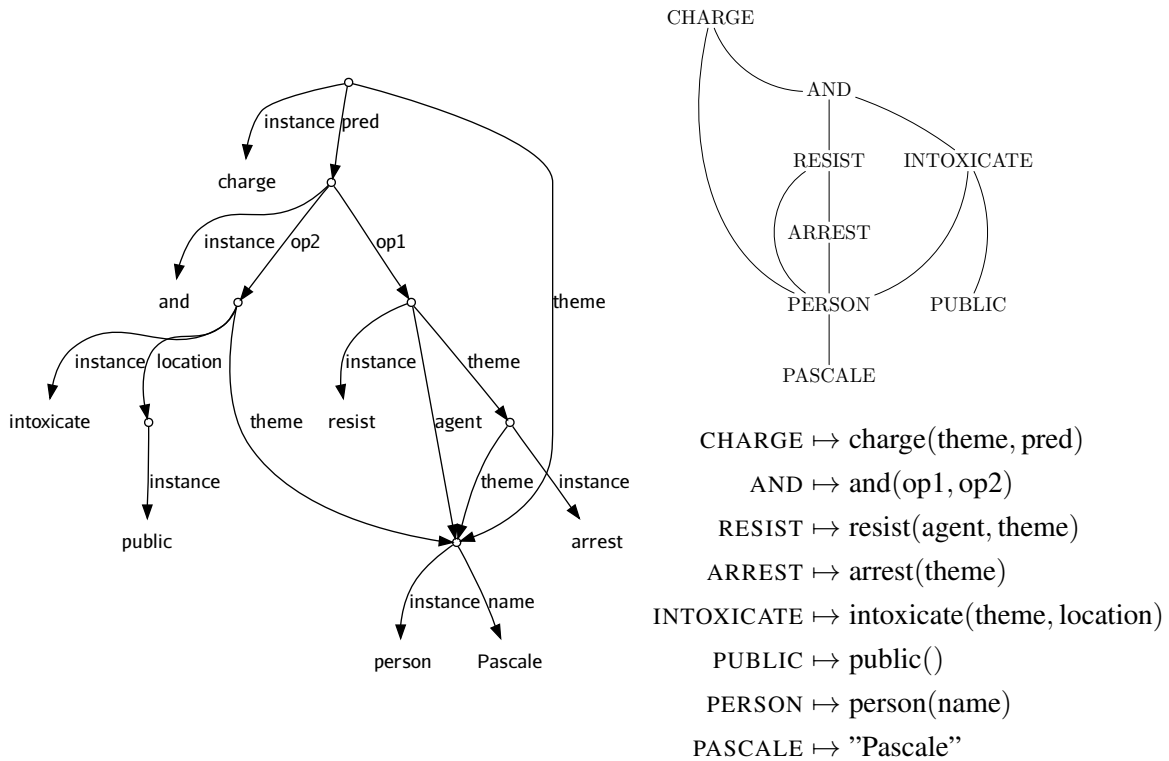 instance pred
charge
instance op2 op1
and
theme
instance location theme instance agent theme
intoxicate
resist
instance
theme instance
public
arrest
instance name
person
Pascale
CHARGE
AND
RESIST INTOXICATE
ARREST
PERSON PUBLIC
PASCALE
CHARGE ↦ charge(theme, pred)
AND ↦ and(op1, op2)
RESIST ↦ resist(agent, theme)
ARREST ↦ arrest(theme)
INTOXICATE ↦ intoxicate(theme, location)
PUBLIC ↦ public()
PERSON ↦ person(name)
PASCALE ↦ ”Pascale”